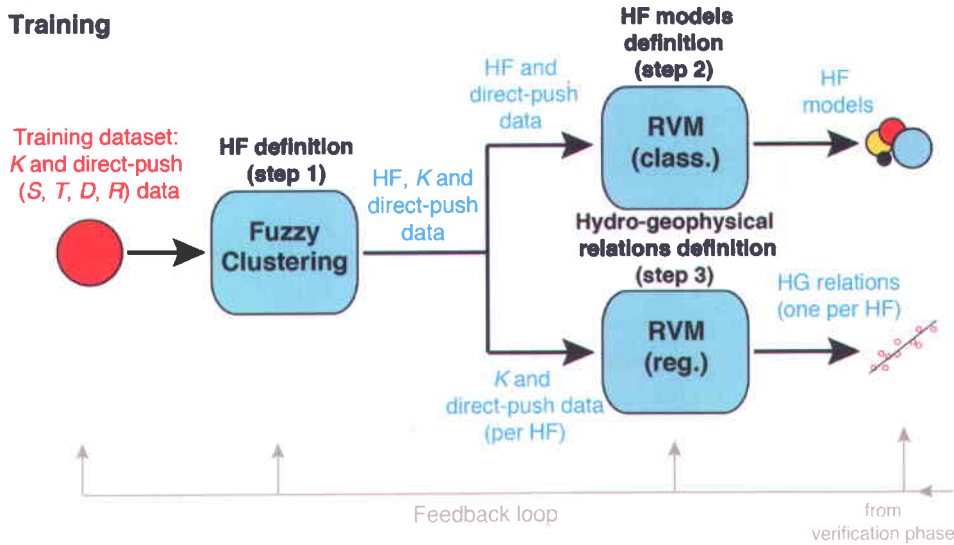 Training
Training dataset:
K and direct-push
(S, T, D, R) data
HF definition
(step 1)
Fuzzy
Clustering
HF, K and
direct-push
data
HF and
direct-push
data
HF models
definition
(step 2)
RVM
(class.)
HF
models
K and
direct-push data
(per HF)
Hydro-geophysical
relations definition
(step 3)
RVM
(reg.)
HG relations
(one per HF)
Feedback loop
from
verification phase